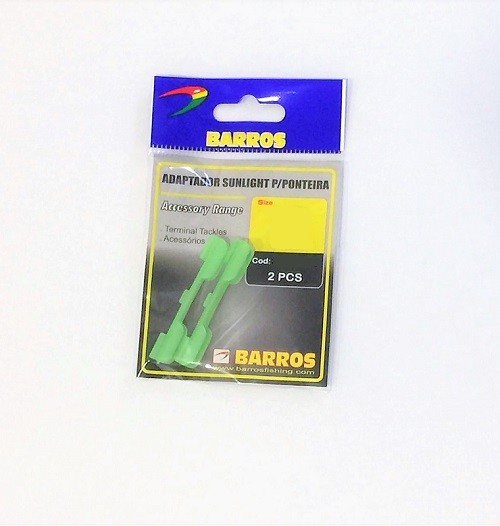 BARROS
ADAPTADOR SUNLIGHT P/PONTEIRA
Accessory Range
Size
Terminal Tackles
Acessórios
Cod:
2 PCS
BARROS
www.barrosfishing.com